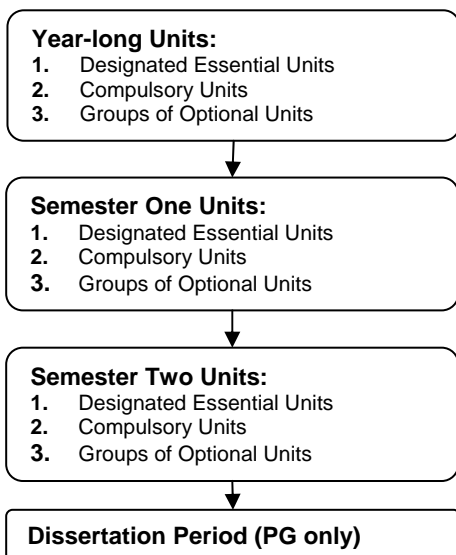 Year-long Units:
1. Designated Essential Units
2. Compulsory Units
3. Groups of Optional Units
Semester One Units:
1. Designated Essential Units
2. Compulsory Units
3. Groups of Optional Units
Semester Two Units:
1. Designated Essential Units
2. Compulsory Units
3. Groups of Optional Units
Dissertation Period (PG only)